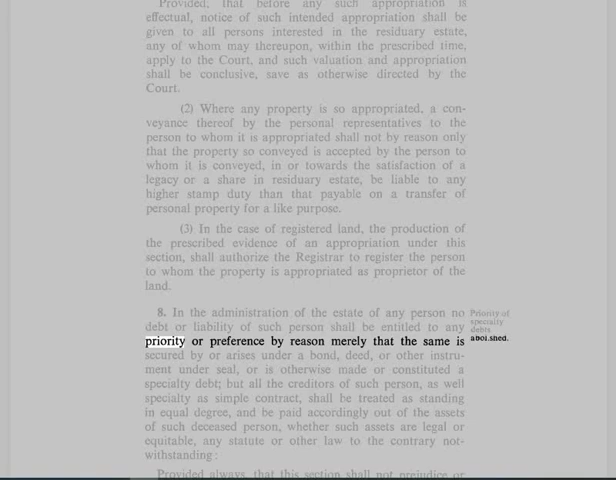 Provided, that before any such appropriation is
effectual, notice of such intended appropriation shall be
given to all persons interested in the residuary estate,
any of whom may thereupon, within the prescribed time,
apply to the Court, and such valuation and appropriation
shall be conclusive, save as otherwise directed by the
Court.
(2) Where any property is so appropriated, a con-
veyance thereof by the personal representatives to the
person to whom it is appropriated shall not by reason only
that the property so conveyed is accepted by the person to
whom it is conveyed, in or towards the satisfaction of a
legacy or a share in residuary estate, be liable to any
higher stamp duty than that payable on a transfer of
personal property for a like purpose.
(3) In the case of registered land, the production of
the prescribed evidence of an appropriation under this
section, shall authorize the Registrar to register the person
to whom the property is appropriated as proprietor of the
land.
8. In the administration of the estate of any person no
debt or liability of such person shall be entitled to any
priority or preference by reason merely that the same is
secured by or arises under a bond, deed, or other instru-
ment under seal, or is otherwise made or constituted a
specialty debt; but all the creditors of such person, as well
specialty as simple contract, shall be treated as standing
in equal degree, and be paid accordingly out of the assets
of such deceased person, whether such assets are legal or
equitable, any statute or other law to the contrary not-
withstanding:
Provided always, that this section shall not prejudice or
Priority of
specialty
debts
aboi.shed.